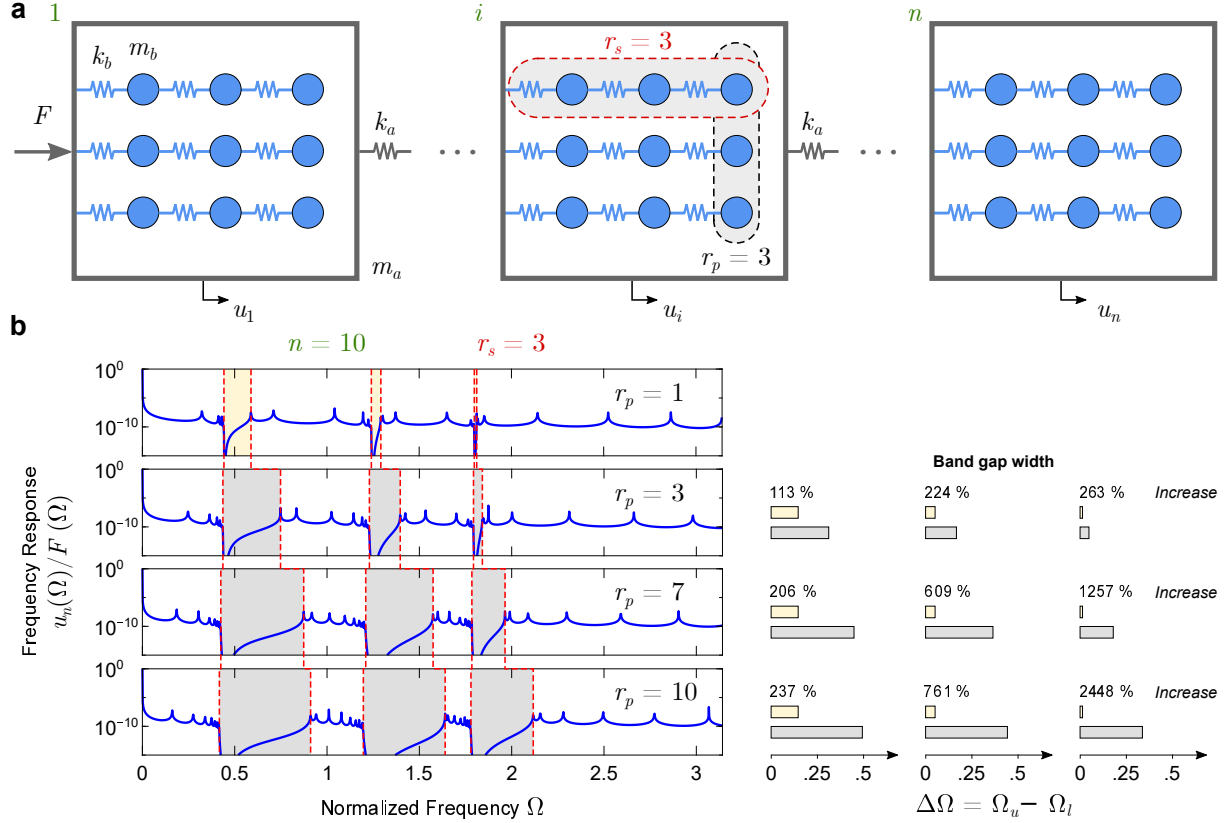 a
1
i
n
k_b
m_b
r_s = 3
F
k_a
...
k_a
...
r_p = 3
m_a
u_1
u_i
u_n
b
n = 10
r_s = 3
Frequency Response
u_n(Ω)/F (Ω)
10^0
10^-10
r_p = 1
10^0
10^-10
r_p = 3
10^0
10^-10
r_p = 7
10^0
10^-10
r_p = 10
0 0.5 1 1.5 2 2.5 3
Normalized Frequency Ω
Band gap width
113 % 224 % 263 % Increase
206 % 609 % 1257 % Increase
237 % 761 % 2448 % Increase
0 .25 .5 0 .25 .5 0 .25 .5
ΔΩ = Ω_u − Ω_l